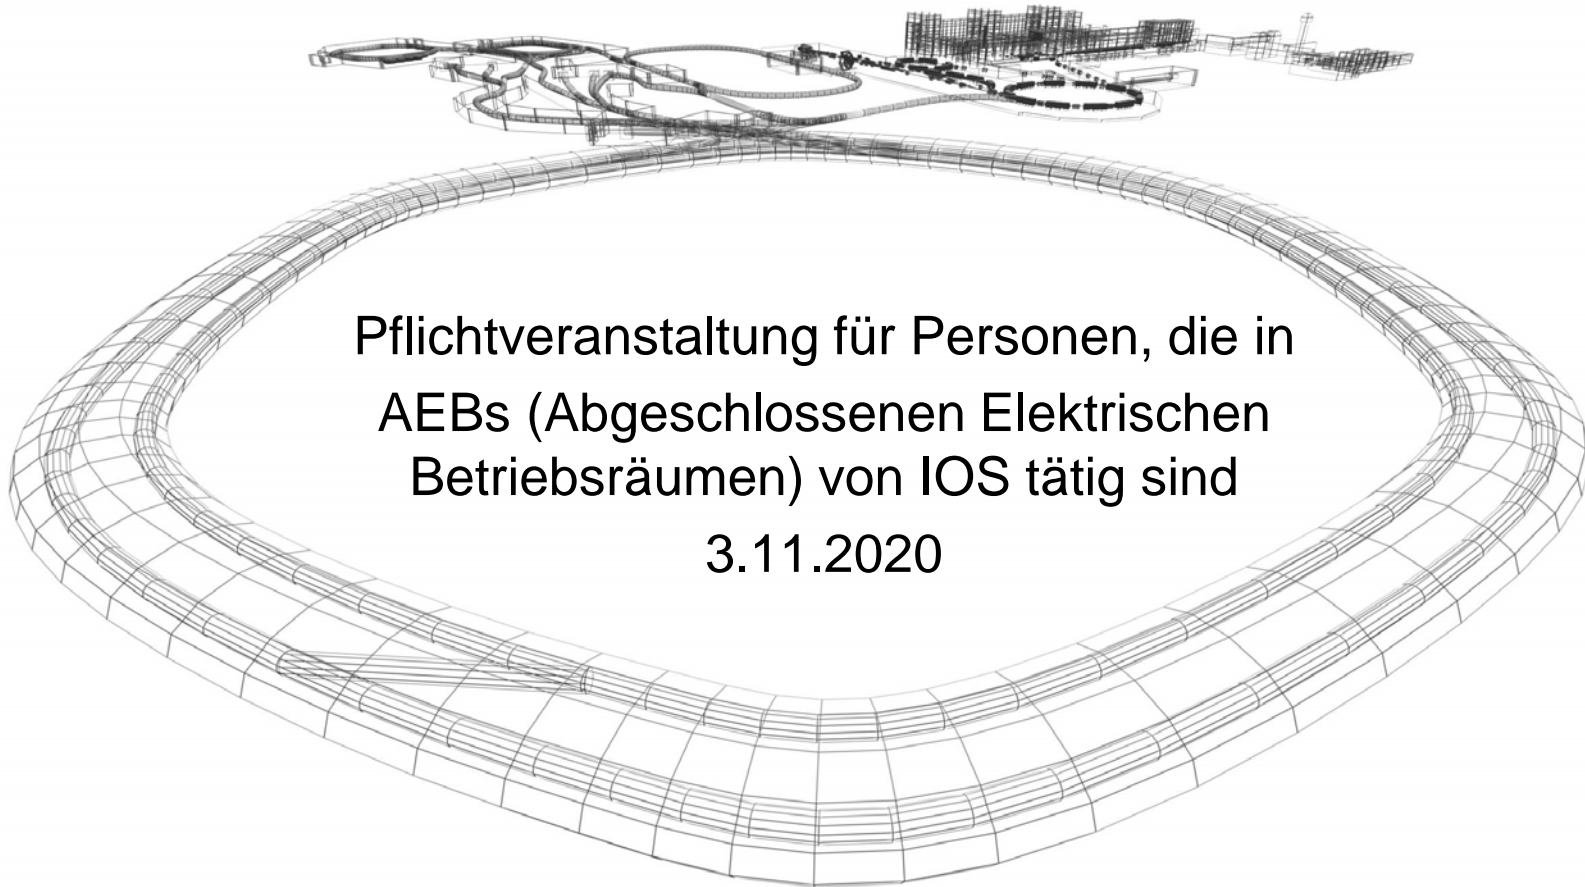 Pflichtveranstaltung für Personen, die in
AEBs (Abgeschlossenen Elektrischen
Betriebsräumen) von IOS tätig sind
3.11.2020